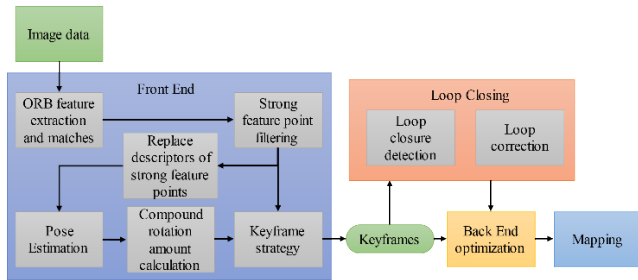 Image data
Front End
ORB feature
extraction
and matches
Strong
feature point
filtering
Replace
descriptors of
strong feature
points
Pose
Estimation
Compound
rotation
amount
calculation
Keyframe
strategy
Loop Closing
Loop
closure
detection
Loop
correction
Keyframes
Back End
optimization
Mapping